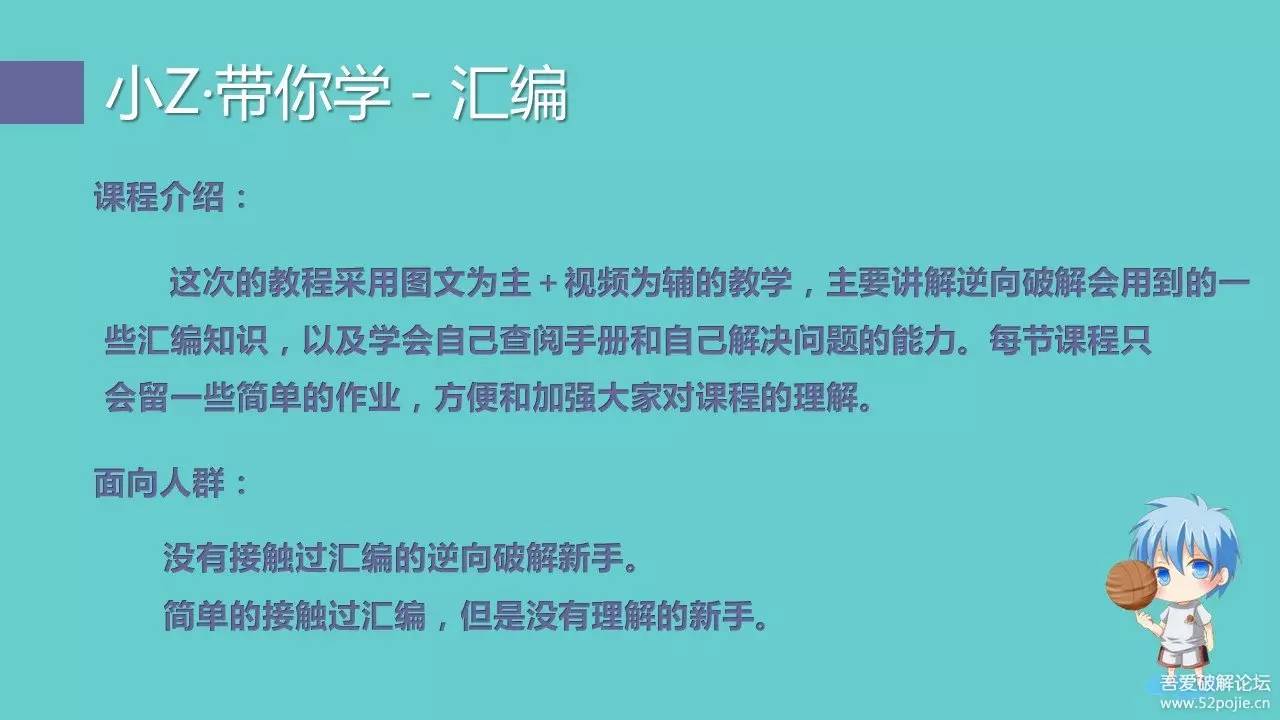 小Z·带你学 - 汇编
课程介绍：
这次的教程采用图文为主＋视频为辅的教学，主要讲解逆向破解会用到的一
些汇编知识，以及学会自己查阅手册和自己解决问题的能力。每节课程只
会留一些简单的作业，方便和加强大家对课程的理解。
面向人群：
没有接触过汇编的逆向破解新手。
简单的接触过汇编，但是没有理解的新手。
吾爱破解论坛
www.52pojie.cn